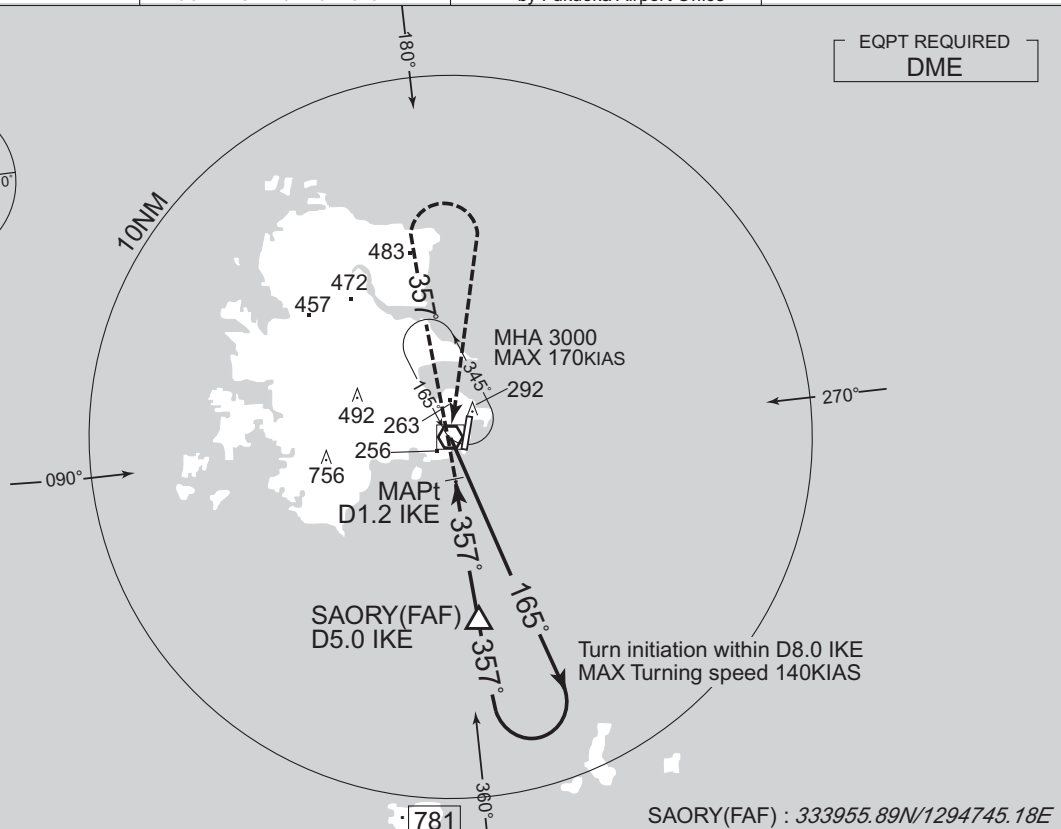 by Fukuoka Airport Office
EQPT REQUIRED
DME
180°
0°
10NM
483
357°
472
457
MHA 3000
MAX 170KIAS
345°
165°
292
270°
492
263
256
756
090°
MAPt
D1.2 IKE
357°
165°
SAORY(FAF)
D5.0 IKE
357°
Turn initiation within D8.0 IKE
MAX Turning speed 140KIAS
360°
781
SAORY(FAF) : 333955.89N/1294745.18E